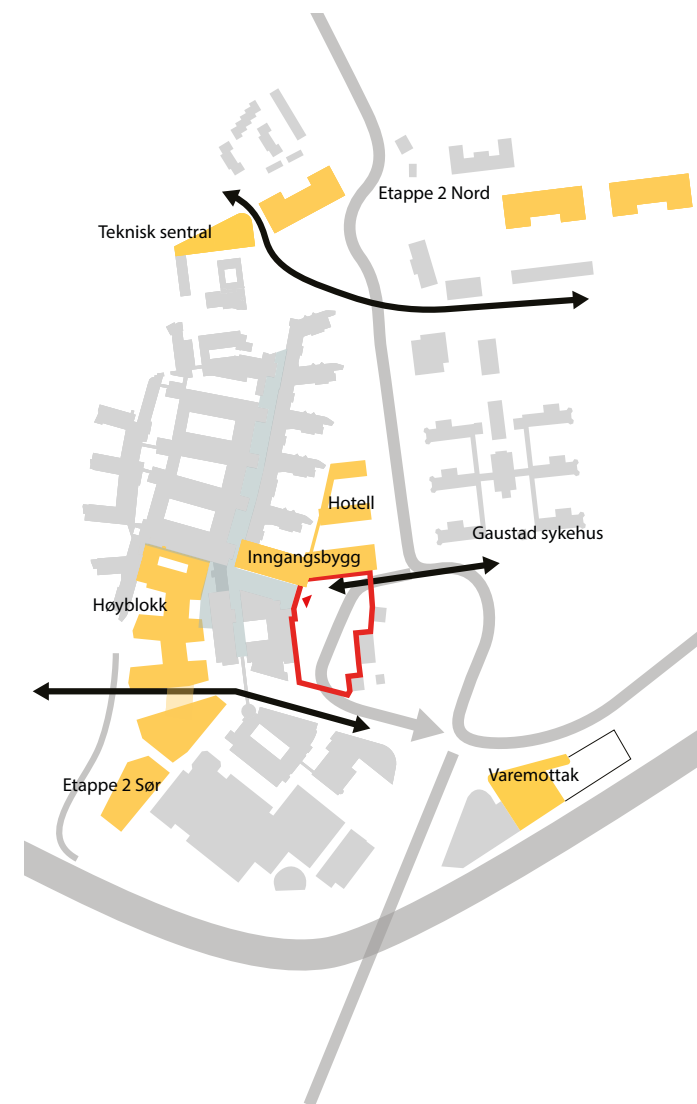 Etappe 2 Nord
Teknisk sentral
Hotell
Gaustad sykehus
Inngangsbygg
Høyblokk
Varemottak
Etappe 2 Sør